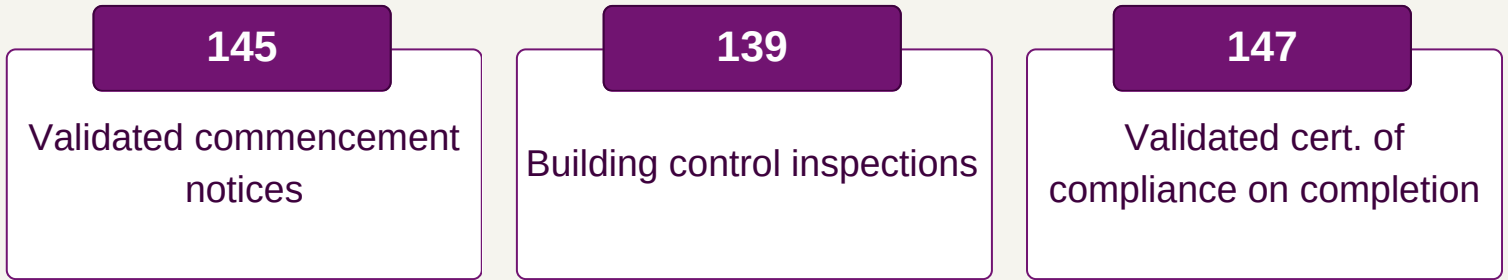 145
Validated commencement
notices
139
Building control inspections
147
Validated cert. of
compliance on completion